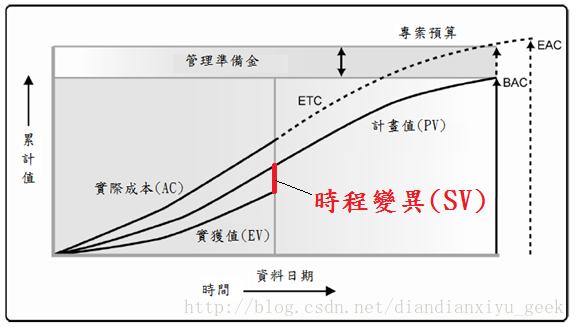 專案預算
管理準備金
EAC
BAC
ETC
計畫值(PV)
累計值
實際成本(AC)
時程變異(SV)
實獲值(EV)
資料日期
時間
http://blog.csdn.net/diandianxiyu_geek